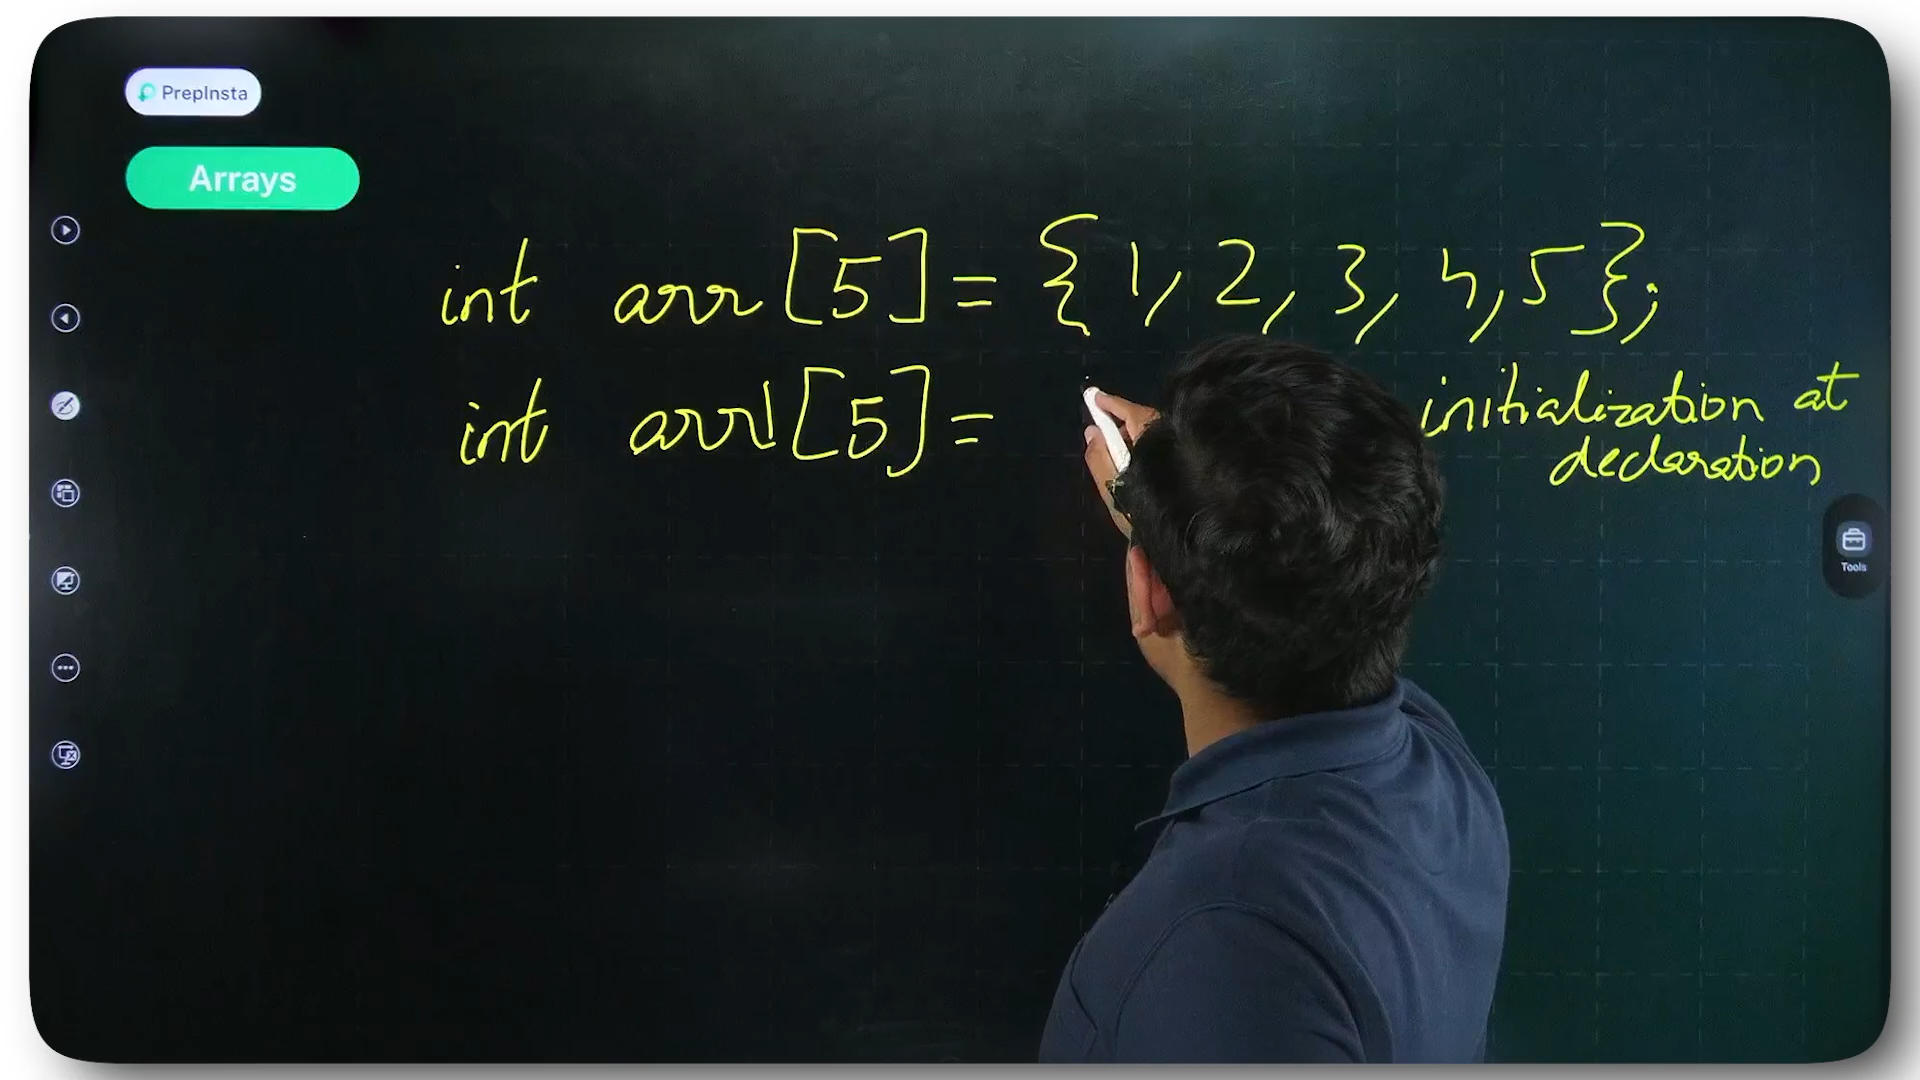 PrepInsta
Arrays
int arr[5] = {1, 2, 3, 4, 5};
int arr1[5] =
initialization at
declaration
Tools